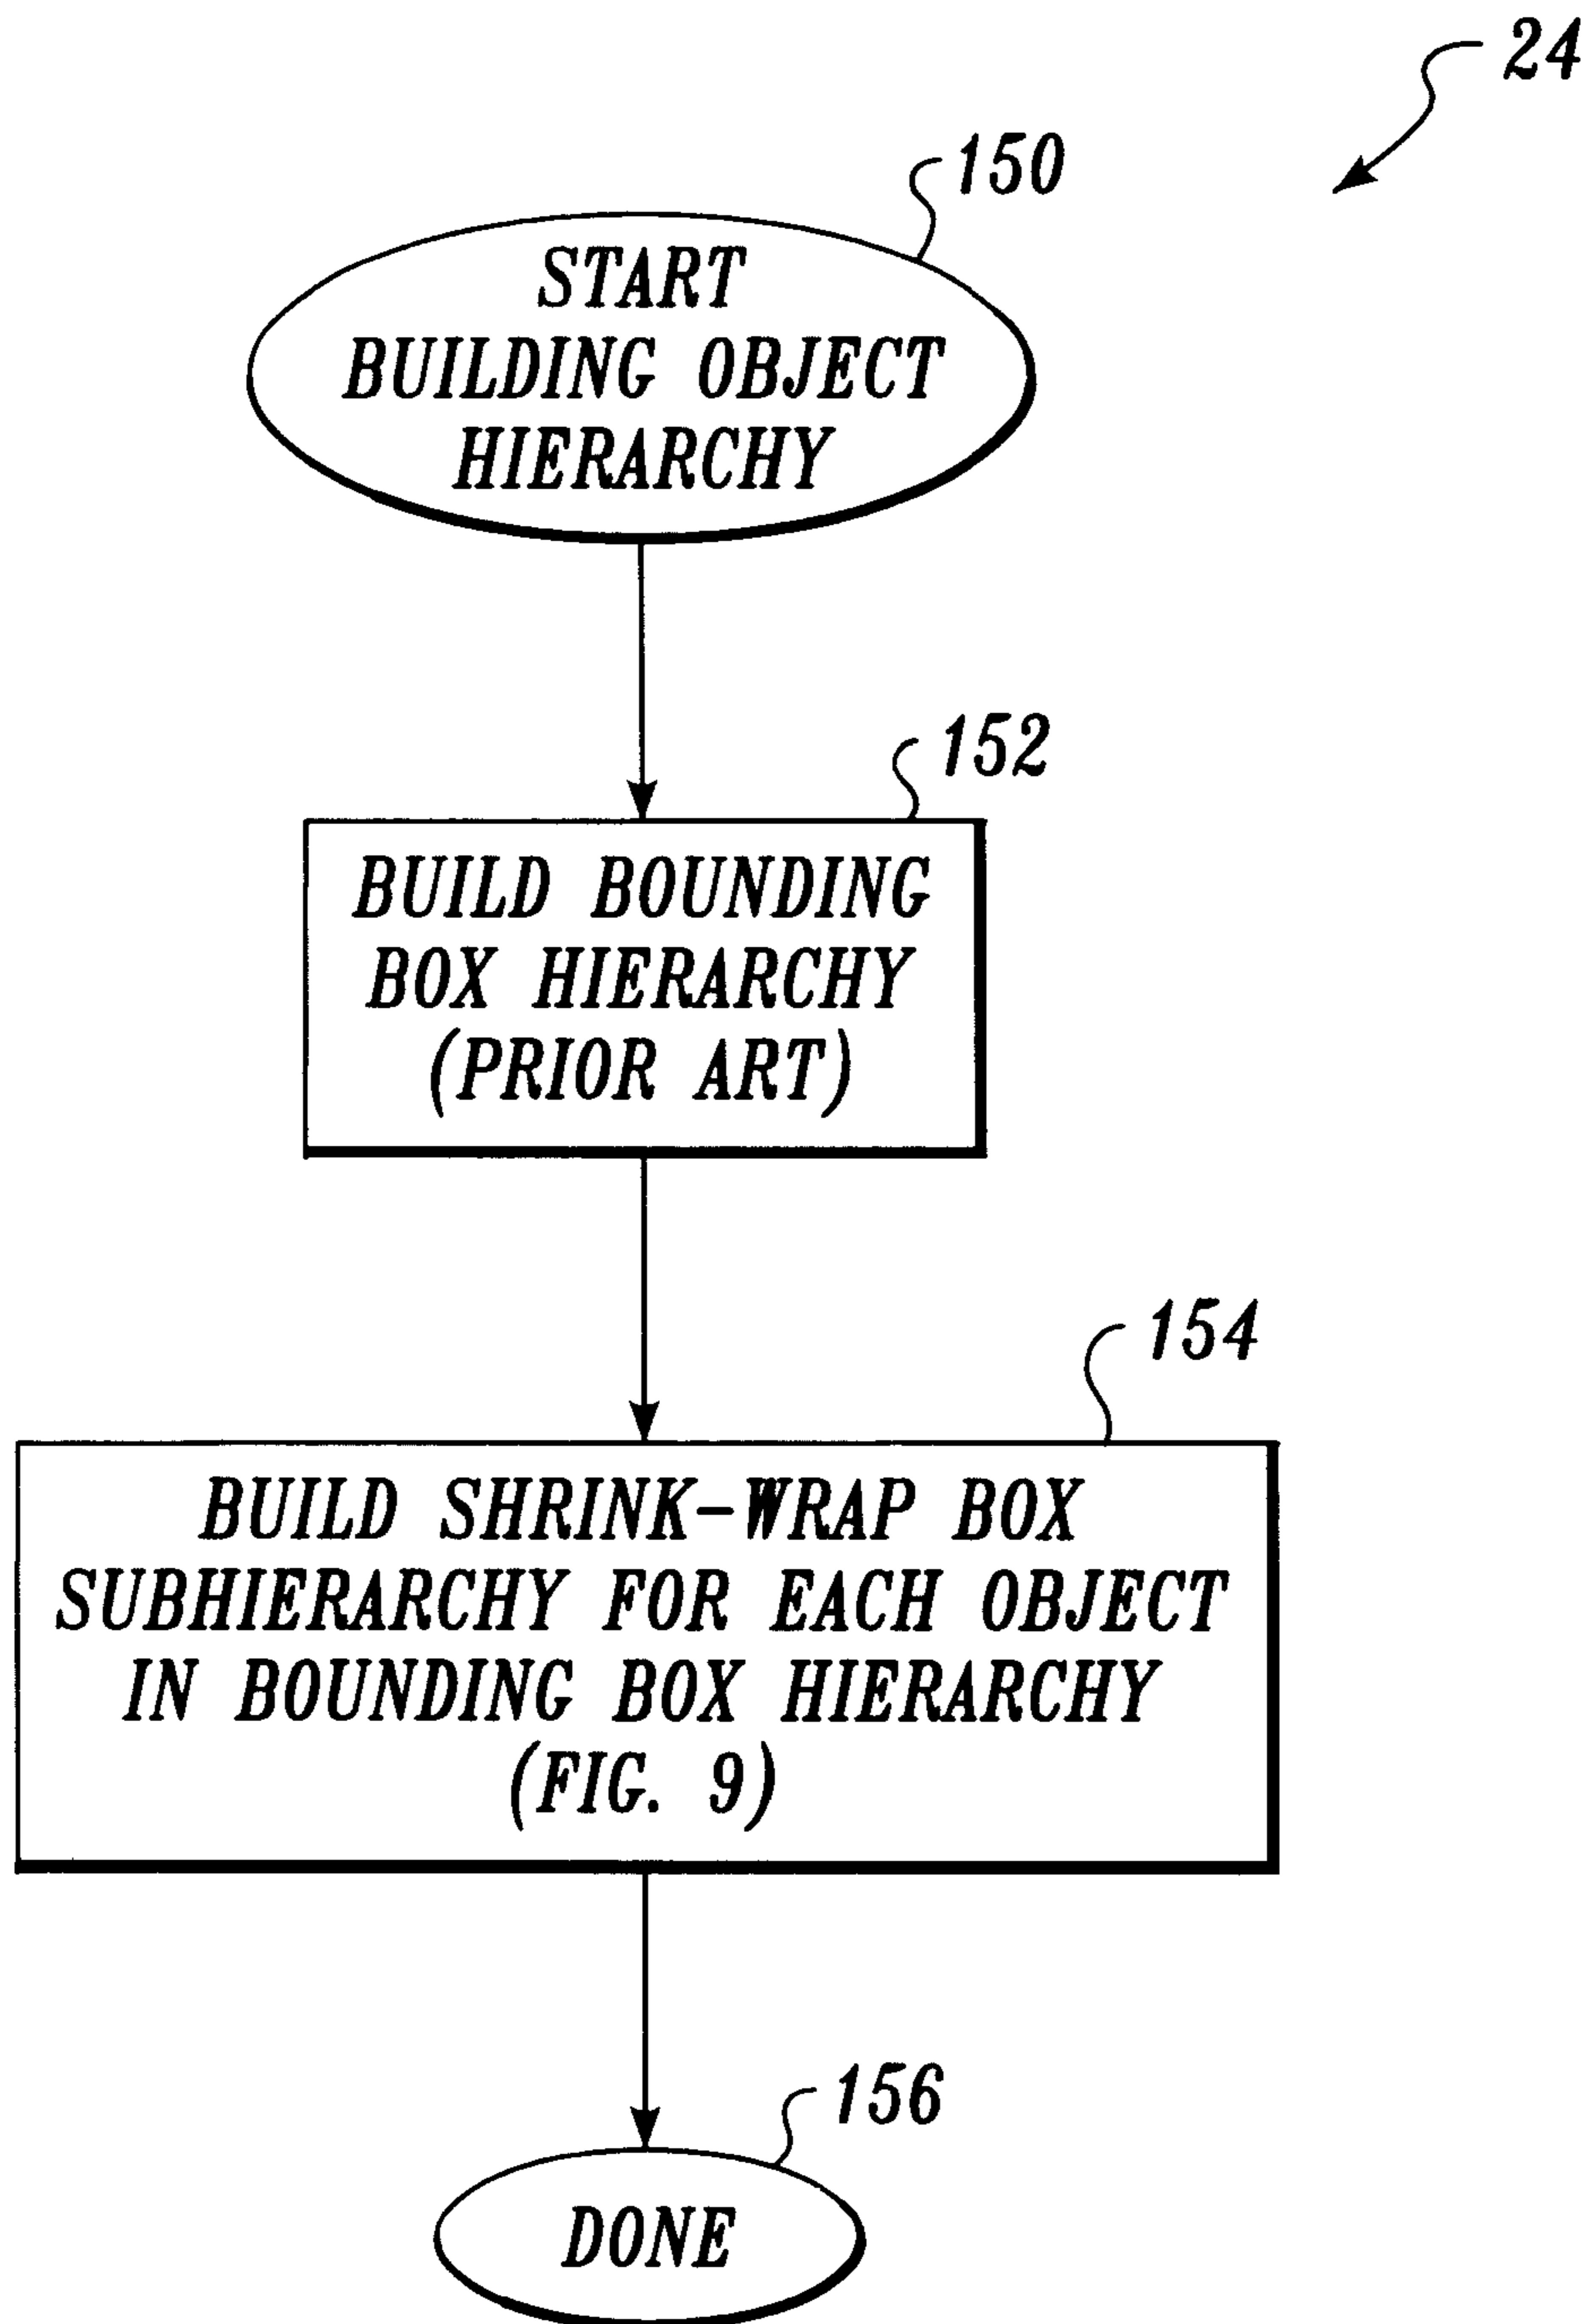 24
150
START
BUILDING OBJECT
HIERARCHY
152
BUILD BOUNDING
BOX HIERARCHY
(PRIOR ART)
154
BUILD SHRINK-WRAP BOX
SUBHIERARCHY FOR EACH OBJECT
IN BOUNDING BOX HIERARCHY
(FIG. 9)
156
DONE